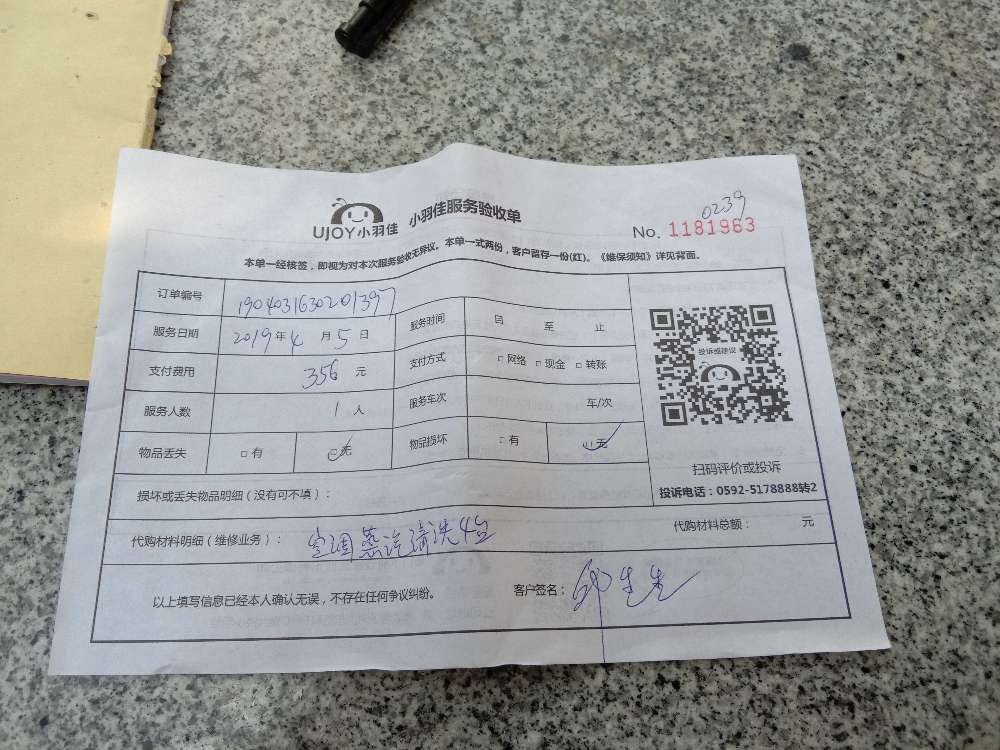 UJOY小羽佳 小羽佳服务验收单
0239
No. 1181963
本单一经核签，即视为对本次服务验收无异议。本单一式两份，客户留存一份(红)。《维保须知》详见背面。
订单编号 1904031630201397
服务日期 2019年4月5日 服务时间 自 至 止
支付费用 356 元 支付方式 □网络 □现金 □转账
服务人数 1人 服务车次 车/次
物品丢失 □有 □无 物品损坏 □有 □无
投诉或建议
扫码评价或投诉
投诉电话：0592-5178888转2
损坏或丢失物品明细（没有可不填）：
代购材料明细（维修业务）： 空调蒸汽清洗4台 代购材料总额： 元
以上填写信息已经本人确认无误，不存在任何争议纠纷。 客户签名：